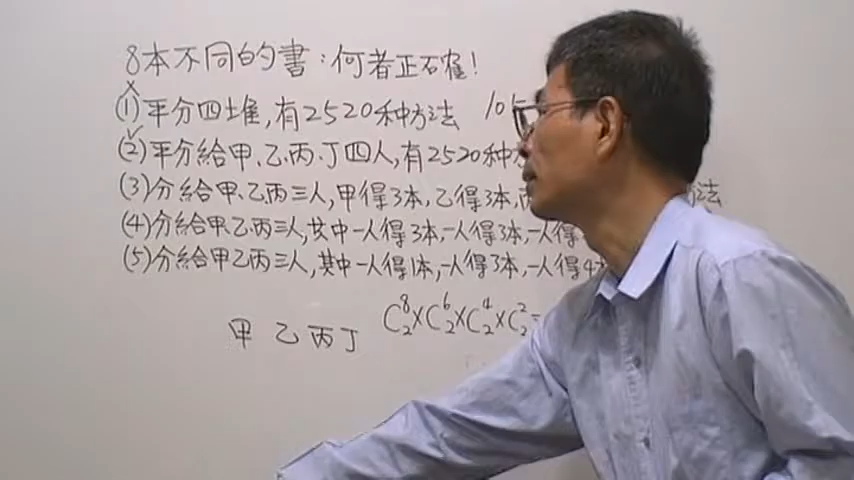 8本不同的書:何者正確!
×
(1)平分四堆,有2520种方法 105
✓
(2)平分給甲、乙、丙、丁四人,有2520种
(3)分給甲、乙丙三人,甲得3本,乙得3本,丙 法
(4)分給甲乙丙三人,其中一人得3本,一人得3本,一人得
(5)分給甲乙丙三人,其中一人得1本,一人得3本,一人得4本
甲 乙 丙 丁 C⁸₂×C⁶₂×C⁴₂×C²₂=